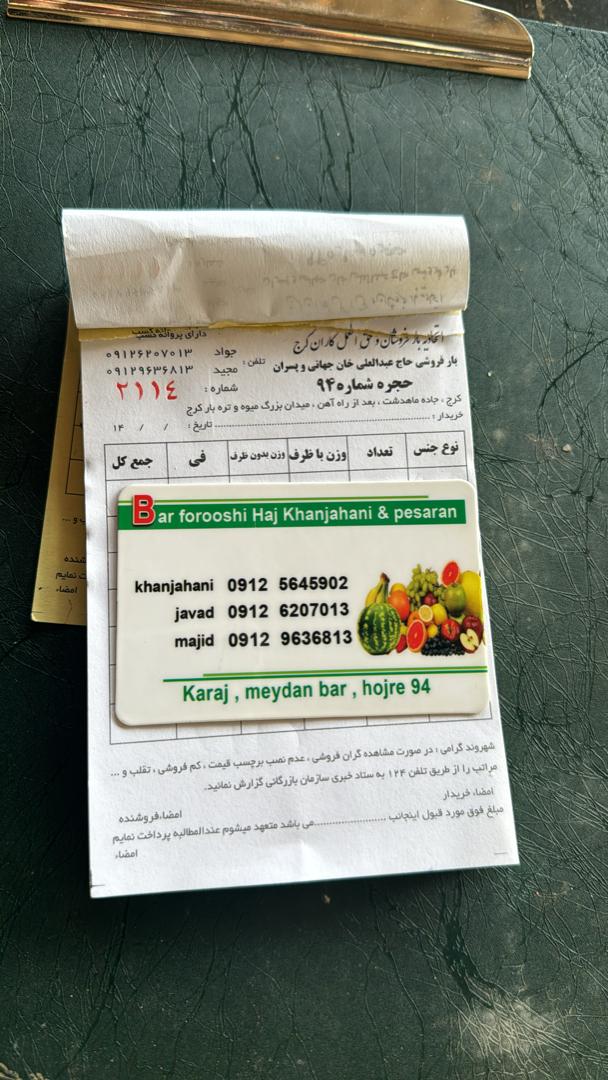 دارای پروانه کسب
اتحادیه بارفروشان و حق العمل کاران کرج
بار فروشی حاج عبدالعلی خان جهانی و پسران
تلفن :
جواد ۰۹۱۲۶۲۰۷۰۱۳
مجید ۰۹۱۲۹۶۳۶۸۱۳
حجره شماره ۹۴
شماره : ۲۱۱۴
کرج ، جاده ماهدشت ، بعد از راه آهن ، میدان بزرگ میوه و تره بار کرج
خریدار : ........ تاریخ : / / ۱۴
نوع جنس تعداد وزن با ظرف وزن بدون ظرف فی جمع کل
Bar forooshi Haj Khanjahani & pesaran
khanjahani 0912 5645902
javad 0912 6207013
majid 0912 9636813
Karaj , meydan bar , hojre 94
شهروند گرامی : در صورت مشاهده گران فروشی ، عدم نصب برچسب قیمت ، کم فروشی ، تقلب و ...
مراتب را از طریق تلفن ۱۲۴ به ستاد خبری سازمان بازرگانی گزارش نمائید.
امضاء خریدار امضاءفروشنده
مبلغ فوق مورد قبول اینجانب ........ می باشد متعهد میشوم عندالمطالبه پرداخت نمایم
امضاء
و ...
نمایم
امضاء